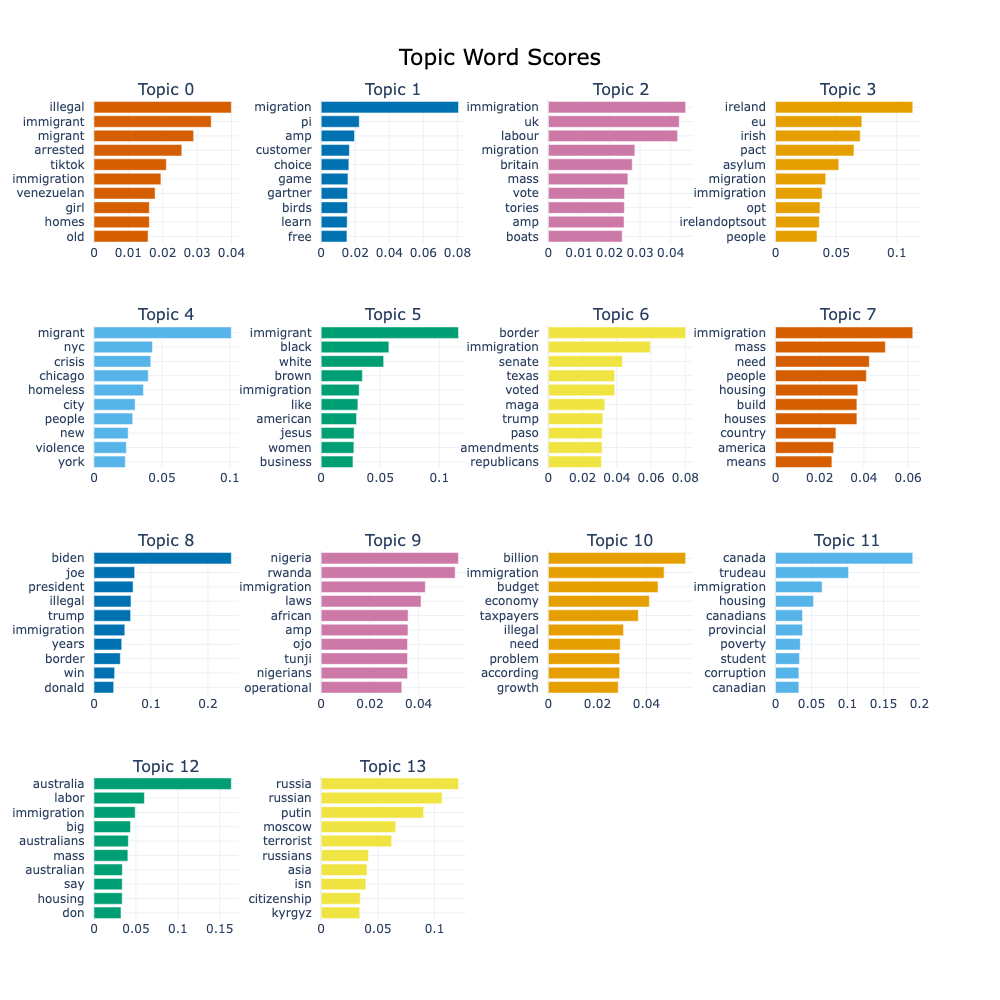 Topic Word Scores
Topic 0
illegal
immigrant
migrant
arrested
tiktok
immigration
venezuelan
girl
homes
old
0 0.01 0.02 0.03 0.04
Topic 1
migration
pi
amp
customer
choice
game
gartner
birds
learn
free
0 0.02 0.04 0.06 0.08
Topic 2
immigration
uk
labour
migration
britain
mass
vote
tories
amp
boats
0 0.01 0.02 0.03 0.04
Topic 3
ireland
eu
irish
pact
asylum
migration
immigration
opt
irelandoptsout
people
0 0.05 0.1
Topic 4
migrant
nyc
crisis
chicago
homeless
city
people
new
violence
york
0 0.05 0.1
Topic 5
immigrant
black
white
brown
immigration
like
american
jesus
women
business
0 0.05 0.1
Topic 6
border
immigration
senate
texas
voted
maga
trump
paso
amendments
republicans
0 0.02 0.04 0.06 0.08
Topic 7
immigration
mass
need
people
housing
build
houses
country
america
means
0 0.02 0.04 0.06
Topic 8
biden
joe
president
illegal
trump
immigration
years
border
win
donald
0 0.1 0.2
Topic 9
nigeria
rwanda
immigration
laws
african
amp
ojo
tunji
nigerians
operational
0 0.02 0.04
Topic 10
billion
immigration
budget
economy
taxpayers
illegal
need
problem
according
growth
0 0.02 0.04
Topic 11
canada
trudeau
immigration
housing
canadians
provincial
poverty
student
corruption
canadian
0 0.05 0.1 0.15 0.2
Topic 12
australia
labor
immigration
big
australians
mass
australian
say
housing
don
0 0.05 0.1 0.15
Topic 13
russia
russian
putin
moscow
terrorist
russians
asia
isn
citizenship
kyrgyz
0 0.05 0.1